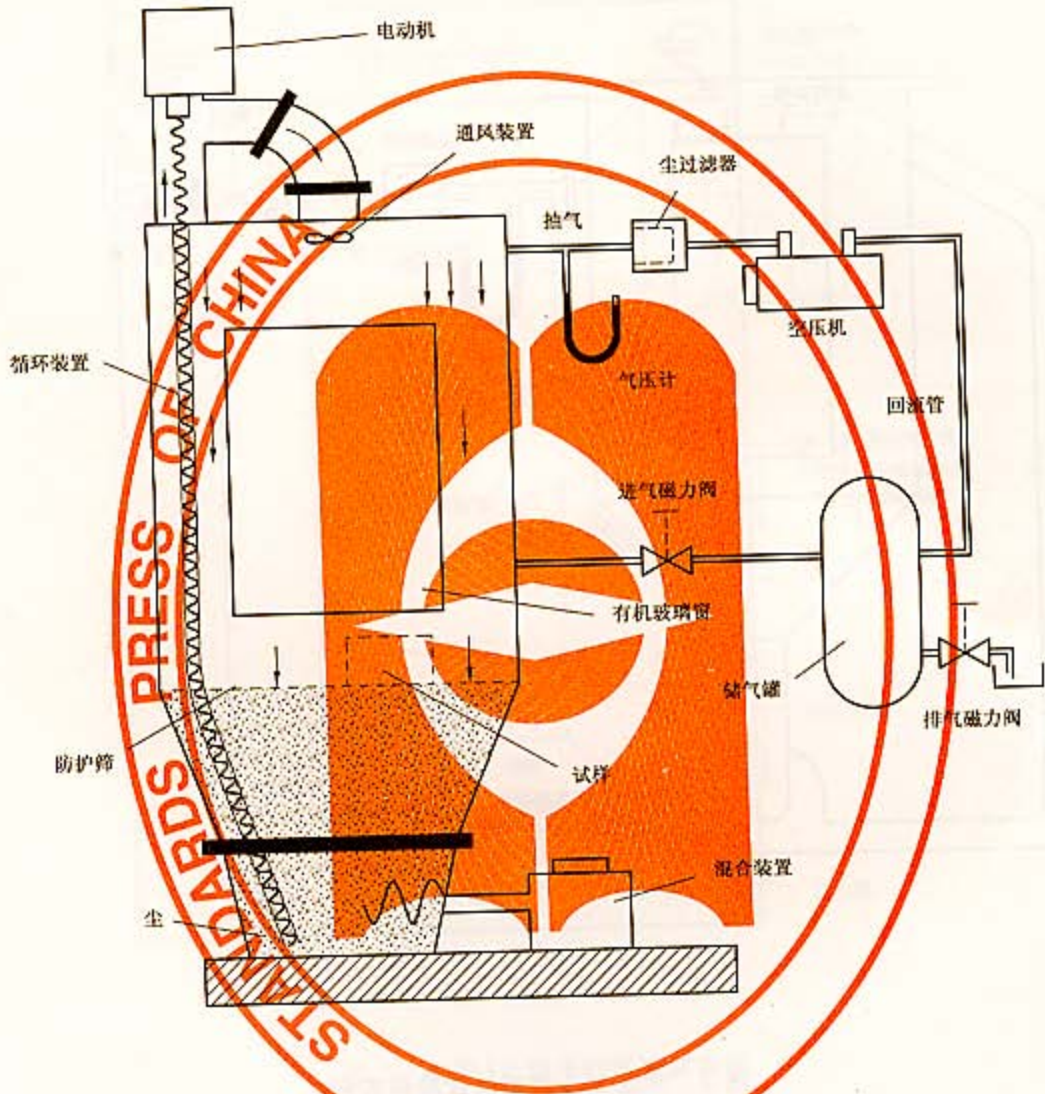 电动机
通风装置
尘过滤器
抽气
空压机
循环装置
气压计
回流管
进气磁力阀
有机玻璃窗
储气罐
排气磁力阀
防护筛
试样
混合装置
尘
STANDARDS PRESS OF CHINA